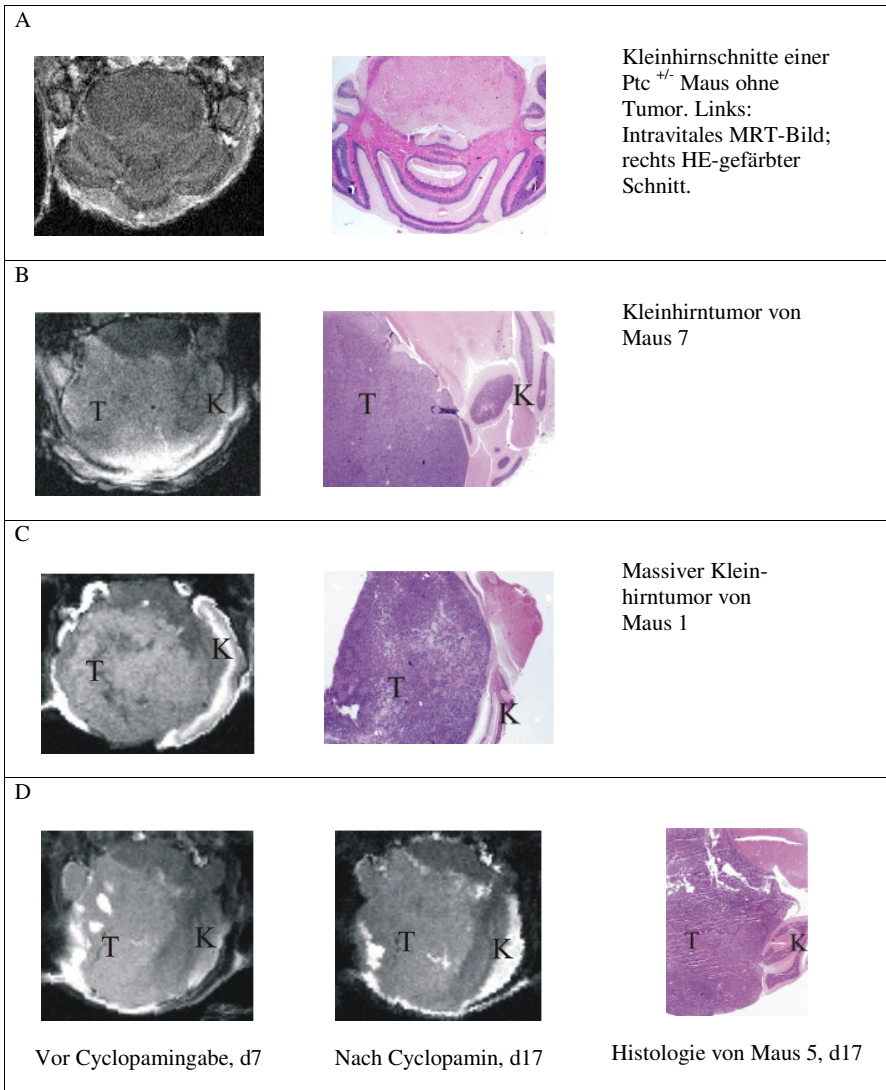 A
Kleinhirnschnitte einer
Ptc +/- Maus ohne
Tumor. Links:
Intravitales MRT-Bild;
rechts HE-gefärbter
Schnitt.
B
T
K
T
K
Kleinhirntumor von
Maus 7
C
T
K
T
K
Massiver Klein-
hirntumor von
Maus 1
D
T
K
T
K
T
K
Vor Cyclopamingabe, d7
Nach Cyclopamin, d17
Histologie von Maus 5, d17